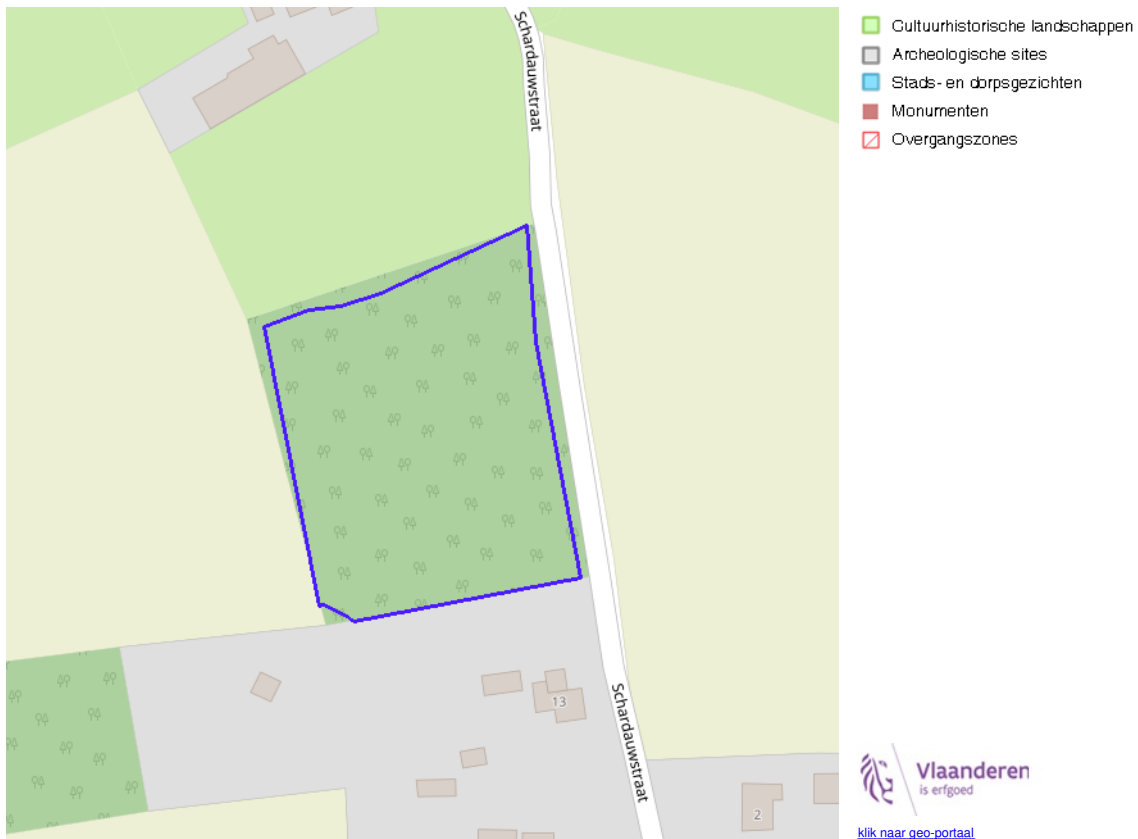 Schardauwstraat
Schardauwstraat
13
2
Cultuurhistorische landschappen
Archeologische sites
Stads- en dorpsgezichten
Monumenten
Overgangszones
Vlaanderen
is erfgoed
klik naar geo-portaal